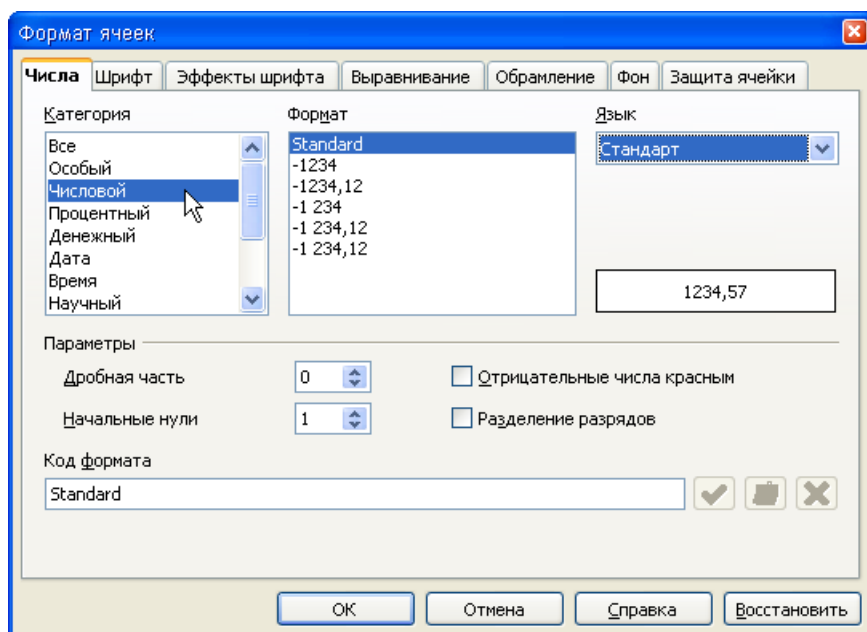 Формат ячеек
Числа Шрифт Эффекты шрифта Выравнивание Обрамление Фон Защита ячейки
Категория Формат Язык
Все Standard Стандарт
Особый -1234
Числовой -1234,12
Процентный -1 234
Денежный -1 234,12
Дата -1 234,12
Время
Научный 1234,57
Параметры
Дробная часть 0 Отрицательные числа красным
Начальные нули 1 Разделение разрядов
Код формата
Standard
OK Отмена Справка Восстановить